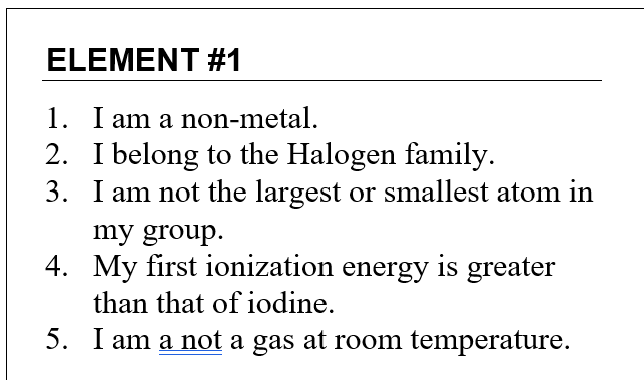 ELEMENT #1
1. I am a non-metal.
2. I belong to the Halogen family.
3. I am not the largest or smallest atom in
my group.
4. My first ionization energy is greater
than that of iodine.
5. I am a not a gas at room temperature.